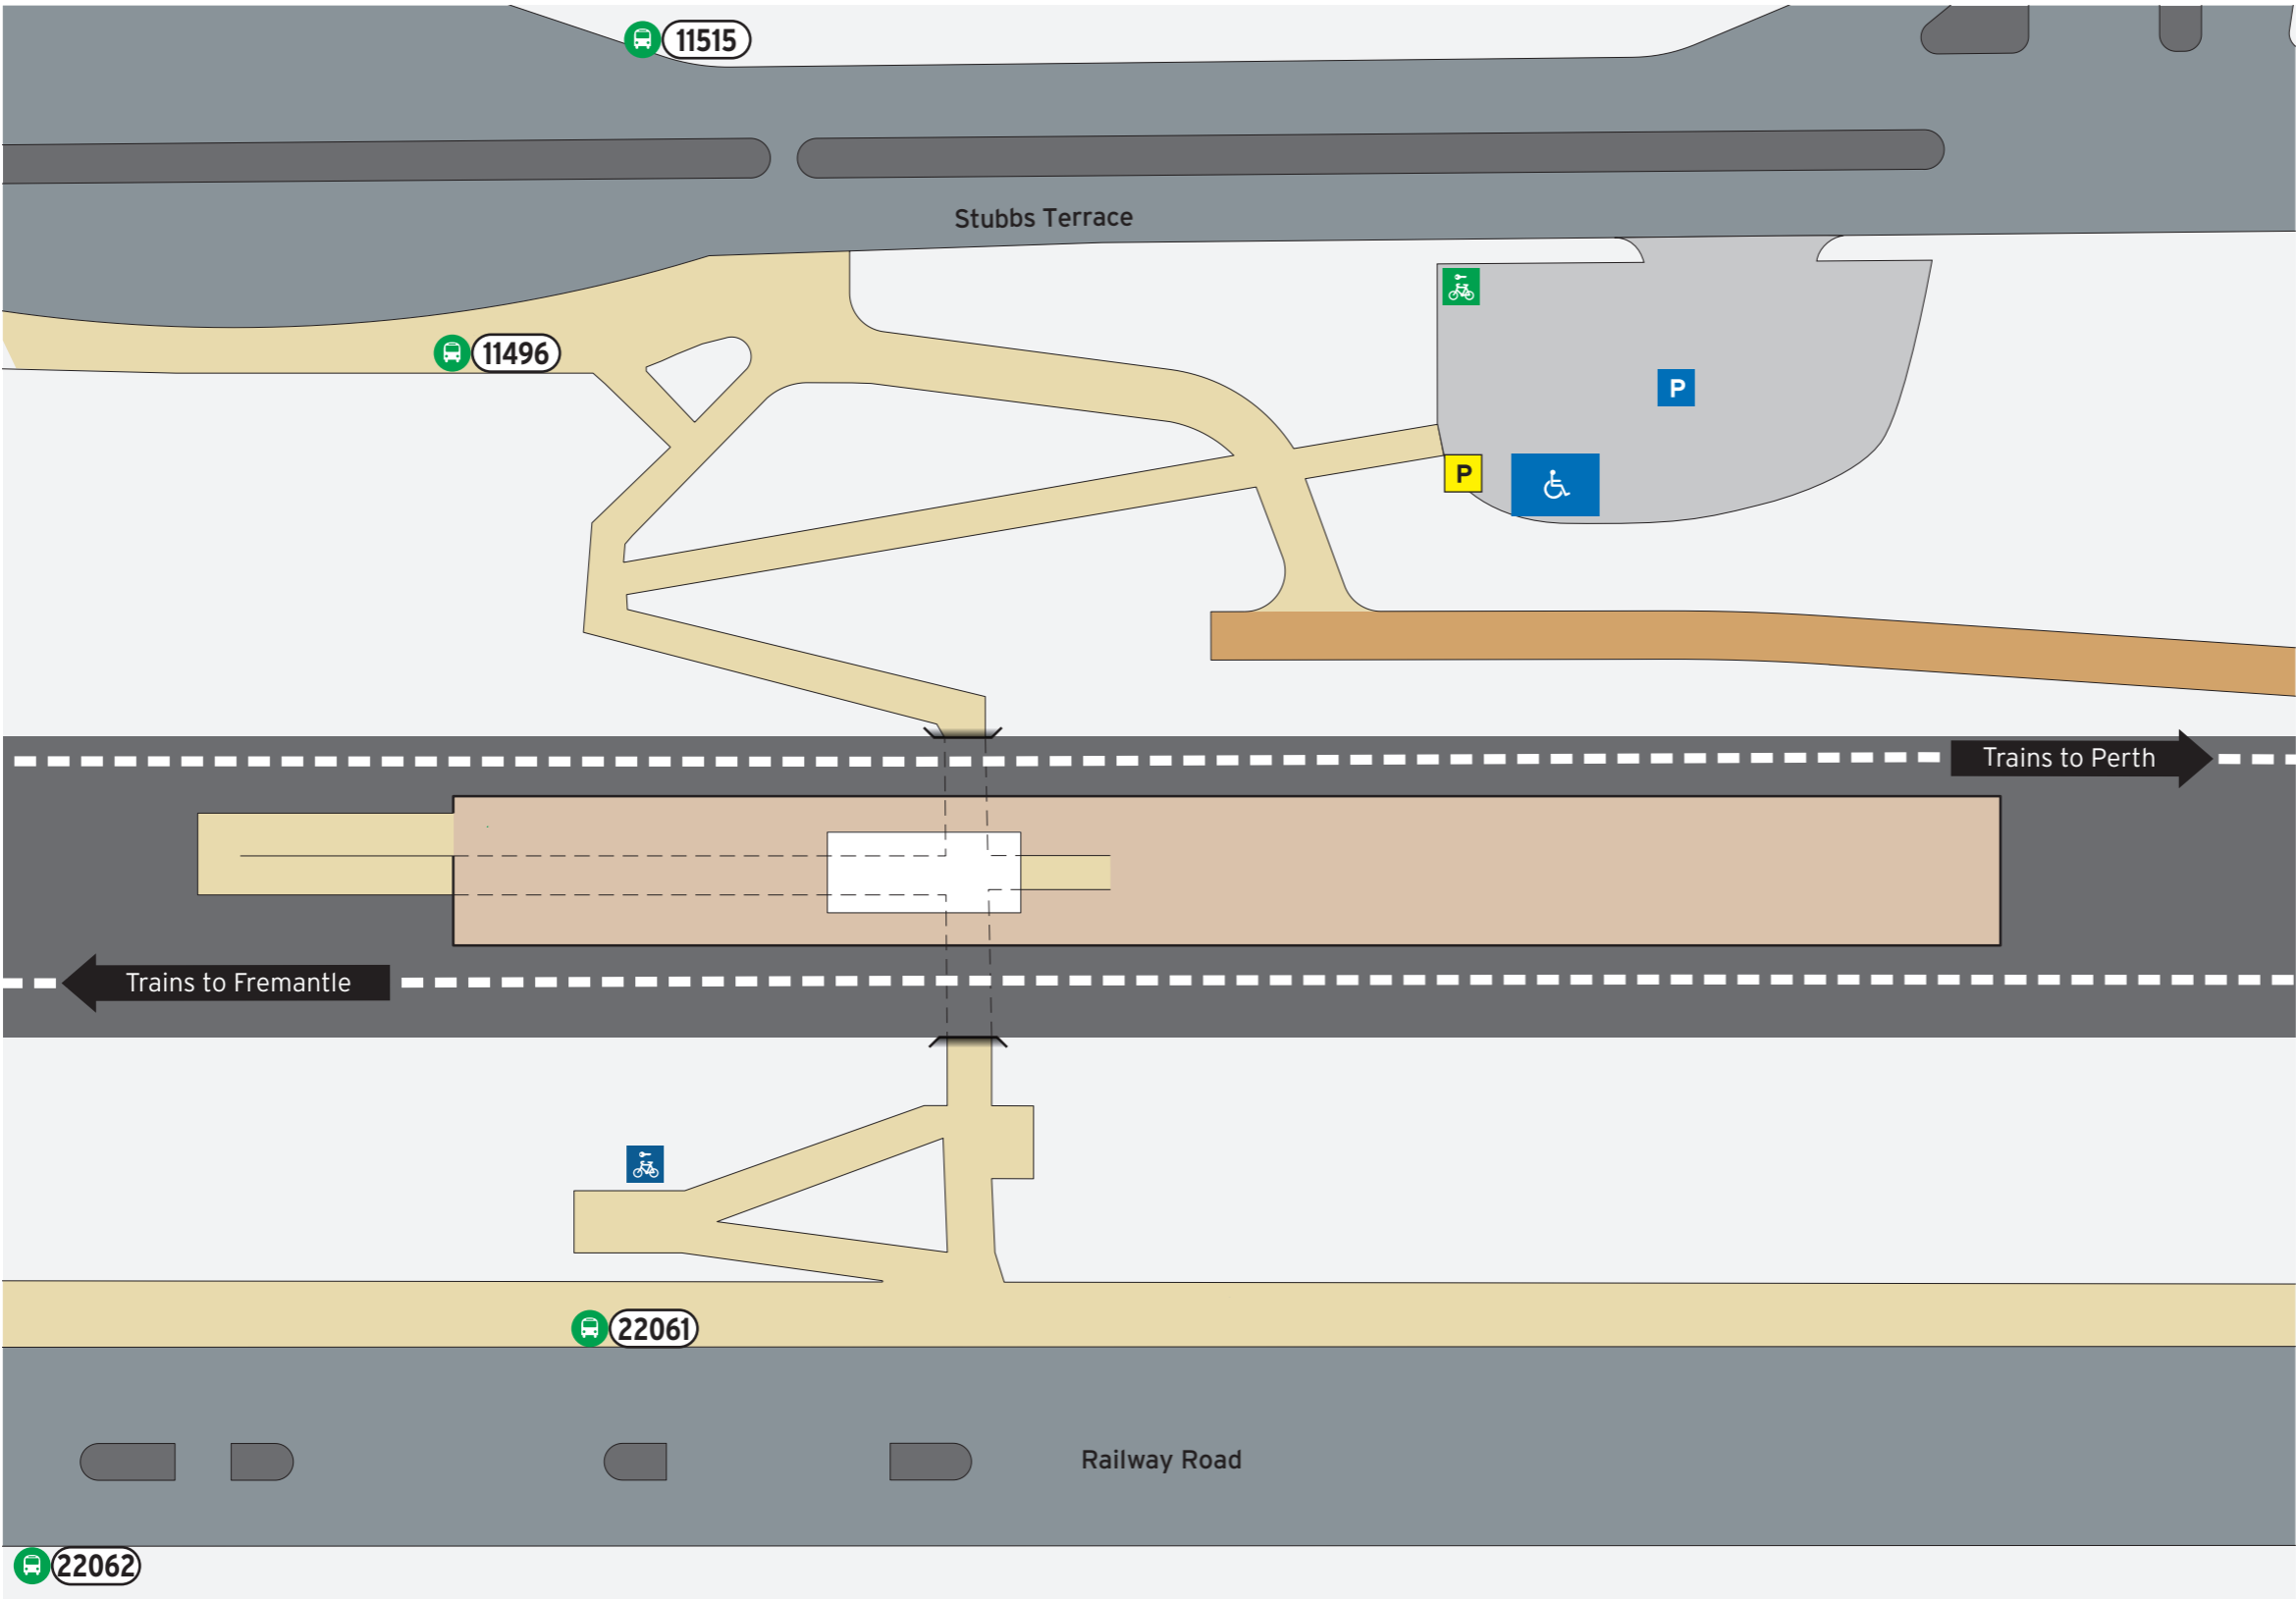 11515
Stubbs Terrace
11496
P
P
Trains to Perth
Trains to Fremantle
22061
Railway Road
22062